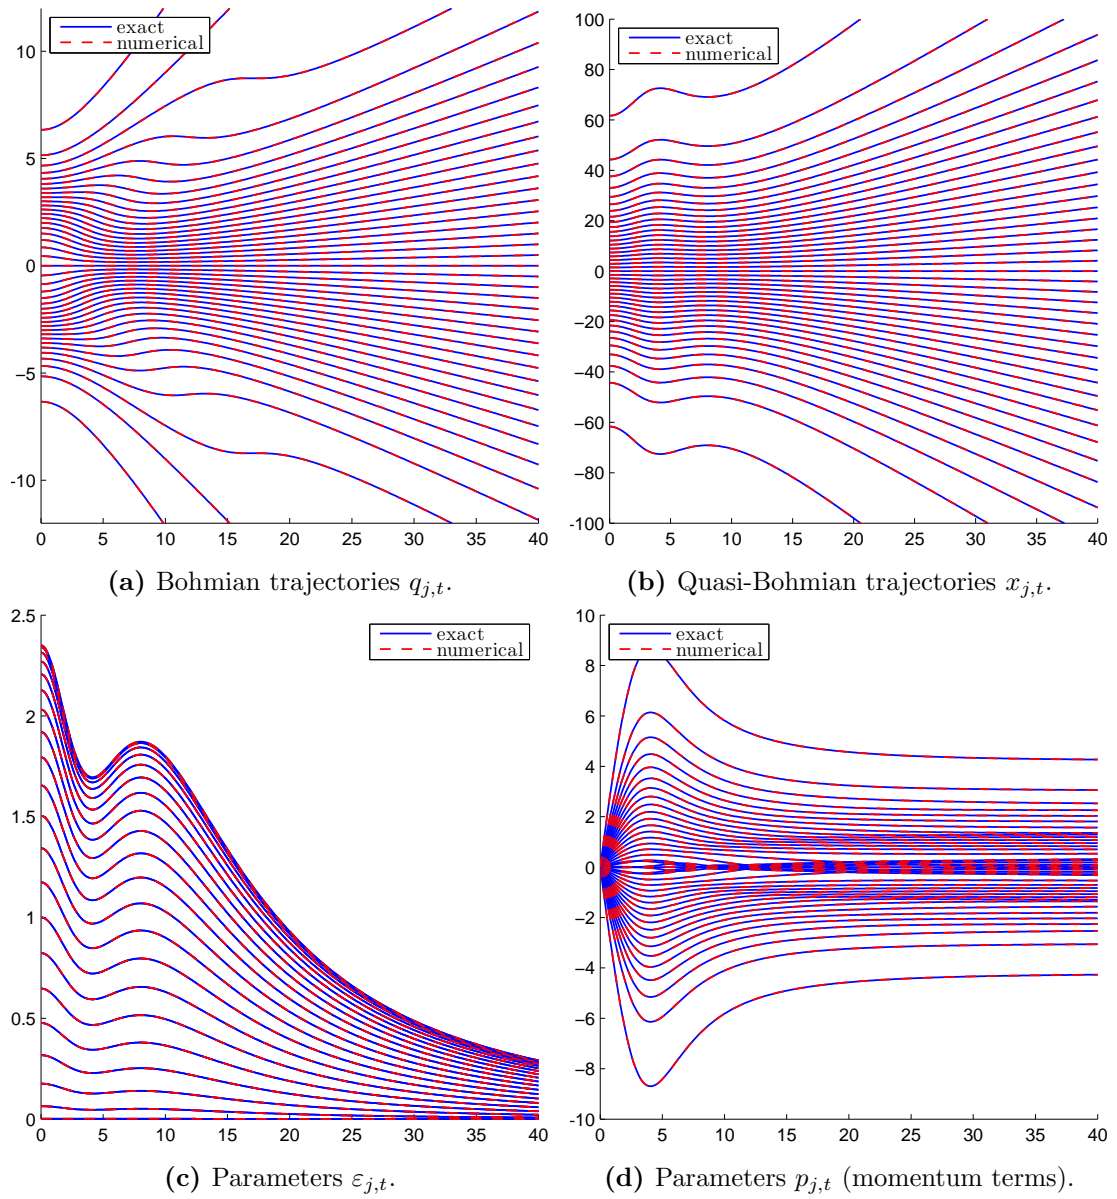 exact
numerical
10
5
0
−5
−10
0 5 10 15 20 25 30 35 40
(a) Bohmian trajectories q_{j,t}.
exact
numerical
100
80
60
40
20
0
−20
−40
−60
−80
-100
0 5 10 15 20 25 30 35 40
(b) Quasi-Bohmian trajectories x_{j,t}.
exact
numerical
2.5
2
1.5
1
0.5
0
0 5 10 15 20 25 30 35 40
(c) Parameters ε_{j,t}.
exact
numerical
10
8
6
4
2
0
−2
−4
−6
−8
-10
0 5 10 15 20 25 30 35 40
(d) Parameters p_{j,t} (momentum terms).